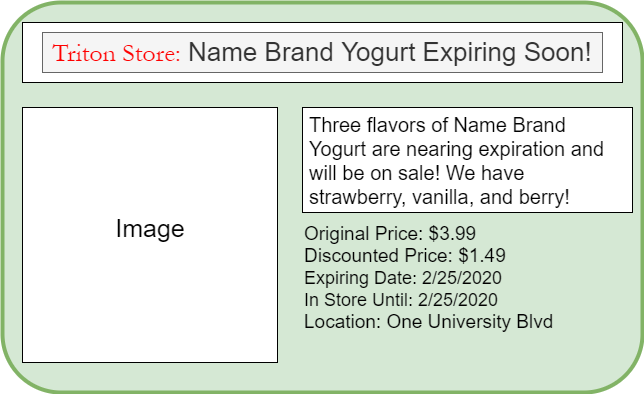 Triton Store: Name Brand Yogurt Expiring Soon!
Image
Three flavors of Name Brand
Yogurt are nearing expiration and
will be on sale! We have
strawberry, vanilla, and berry!
Original Price: $3.99
Discounted Price: $1.49
Expiring Date: 2/25/2020
In Store Until: 2/25/2020
Location: One University Blvd